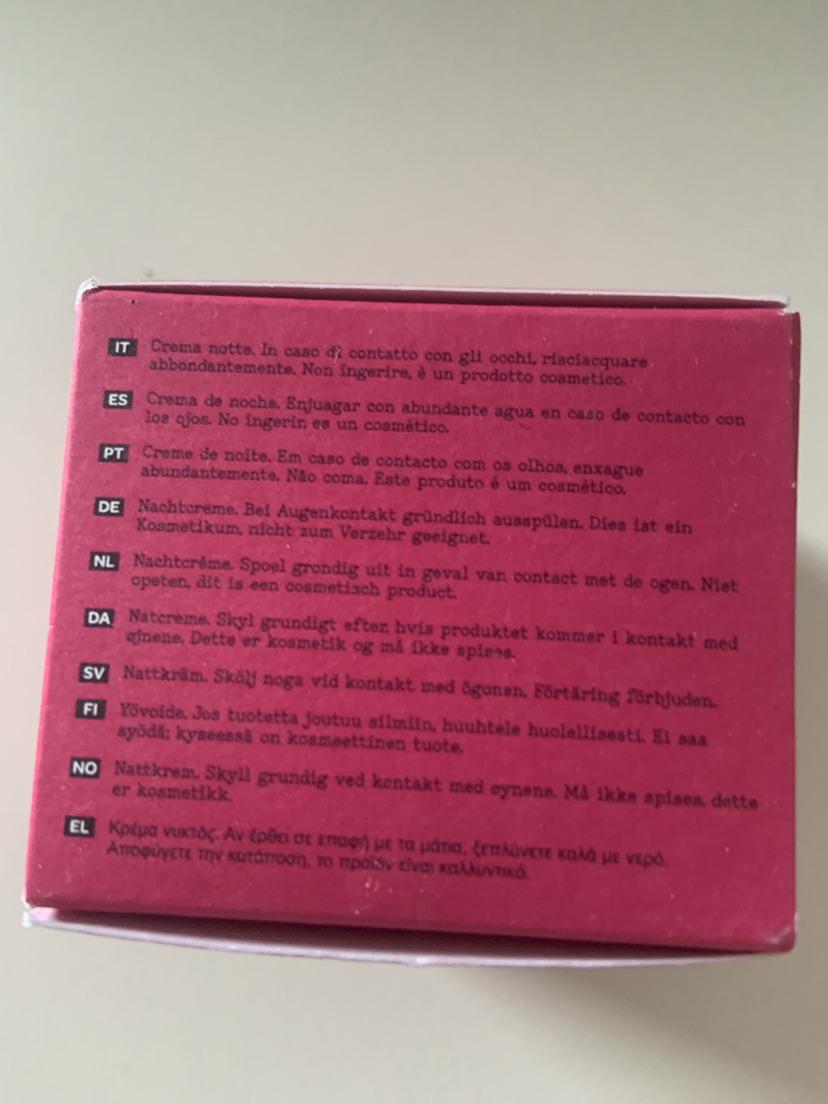 IT Crema notte. In caso di contatto con gli occhi, risciacquare
abbondantemente. Non ingerire, è un prodotto cosmetico.
ES Crema de noche. Enjuagar con abundante agua en caso de contacto con
los ojos. No ingerir, es un cosmético.
PT Creme de noite. Em caso de contacto com os olhos, enxague
abundantemente. Não coma. Este produto é um cosmético.
DE Nachtcreme. Bei Augenkontakt gründlich ausspülen. Dies ist ein
Kosmetikum, nicht zum Verzehr geeignet.
NL Nachtcrème. Spoel grondig uit in geval van contact met de ogen. Niet
opeten, dit is een cosmetisch product.
DA Natcreme. Skyl grundigt efter, hvis produktet kommer i kontakt med
øjnene. Dette er kosmetik og må ikke spises.
SV Nattkräm. Skölj noga vid kontakt med ögonen. Förtäring förbjuden.
FI Yövoide. Jos tuotetta joutuu silmiin, huuhtele huolellisesti. Ei saa
syödä; kyseessä on kosmeettinen tuote.
NO Nattkrem. Skyll grundig ved kontakt med øynene. Må ikke spises, dette
er kosmetikk.
EL Κρέμα νυκτός. Αν έρθει σε επαφή με τα μάτια, ξεπλύνετε καλά με νερό.
Αποφύγετε την κατάποση, το προϊόν είναι καλλυντικό.